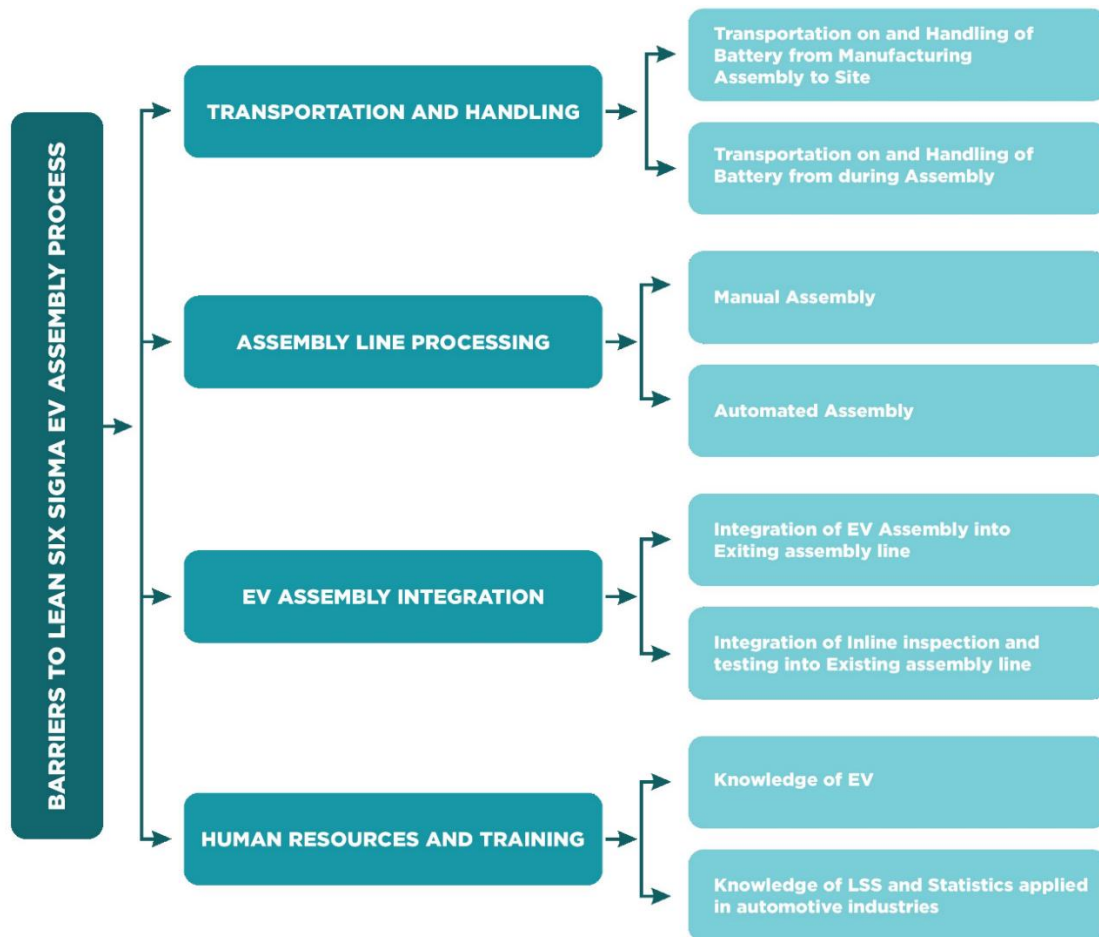 BARRIERS TO LEAN SIX SIGMA EV ASSEMBLY PROCESS
TRANSPORTATION AND HANDLING
Transportation on and Handling of
Battery from Manufacturing
Assembly to Site
Transportation on and Handling of
Battery from during Assembly
ASSEMBLY LINE PROCESSING
Manual Assembly
Automated Assembly
EV ASSEMBLY INTEGRATION
Integration of EV Assembly into
Exiting assembly line
Integration of Inline inspection and
testing into Existing assembly line
HUMAN RESOURCES AND TRAINING
Knowledge of EV
Knowledge of LSS and Statistics applied
in automotive industries